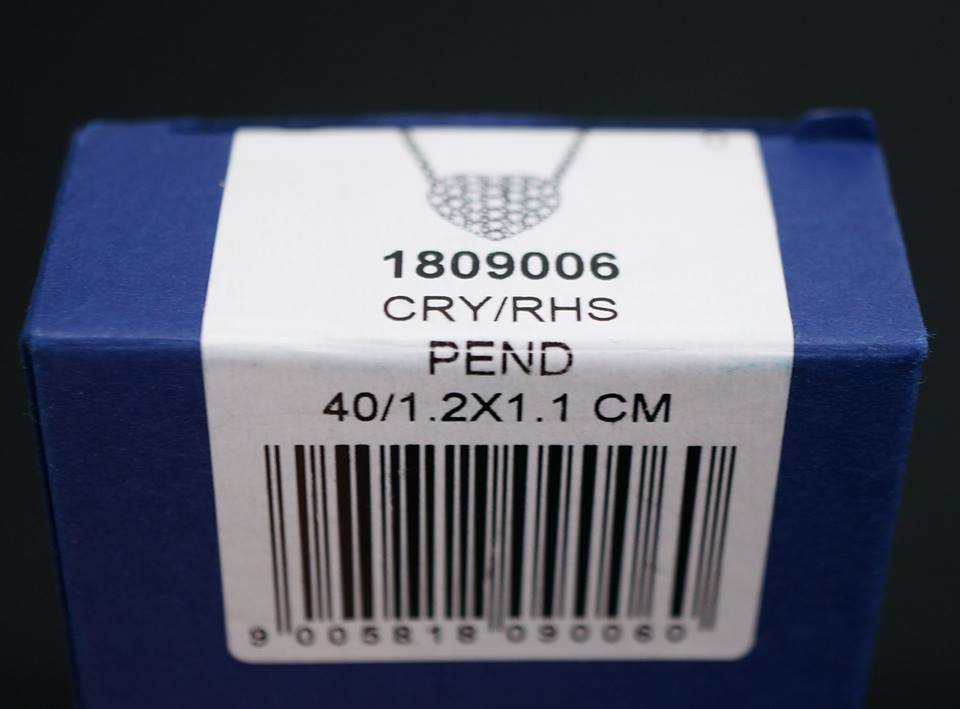 1809006
CRY/RHS
PEND
40/1.2X1.1 CM
9 005818 090060